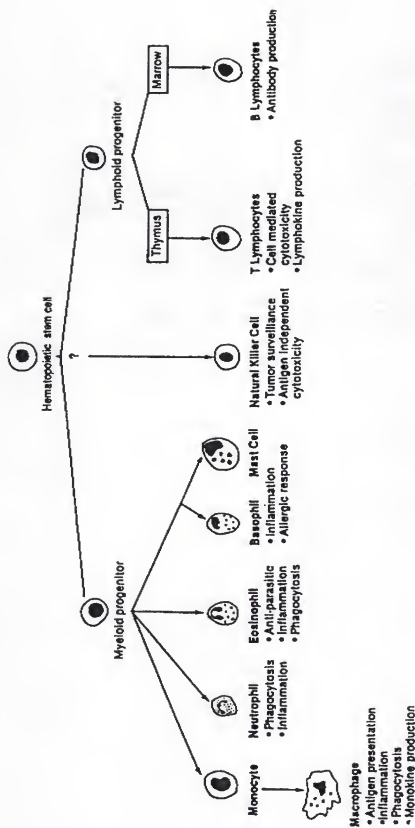 Hematopoietic stem cell
?
Myeloid progenitor
Lymphoid progenitor
Thymus
Marrow
Monocyte
Neutrophil
• Phagocytosis
• Inflammation
Eosinophil
• Anti-parasitic
• Inflammation
• Phagocytosis
Basophil
Mast Cell
• Inflammation
• Allergic response
Natural Killer Cell
• Tumor surveillance
• Antigen independent
cytotoxicity
T Lymphocytes
• Cell mediated
cytotoxicity
• Lymphokine production
B Lymphocytes
• Antibody production
Macrophage
• Antigen presentation
• Inflammation
• Phagocytosis
• Monokine production